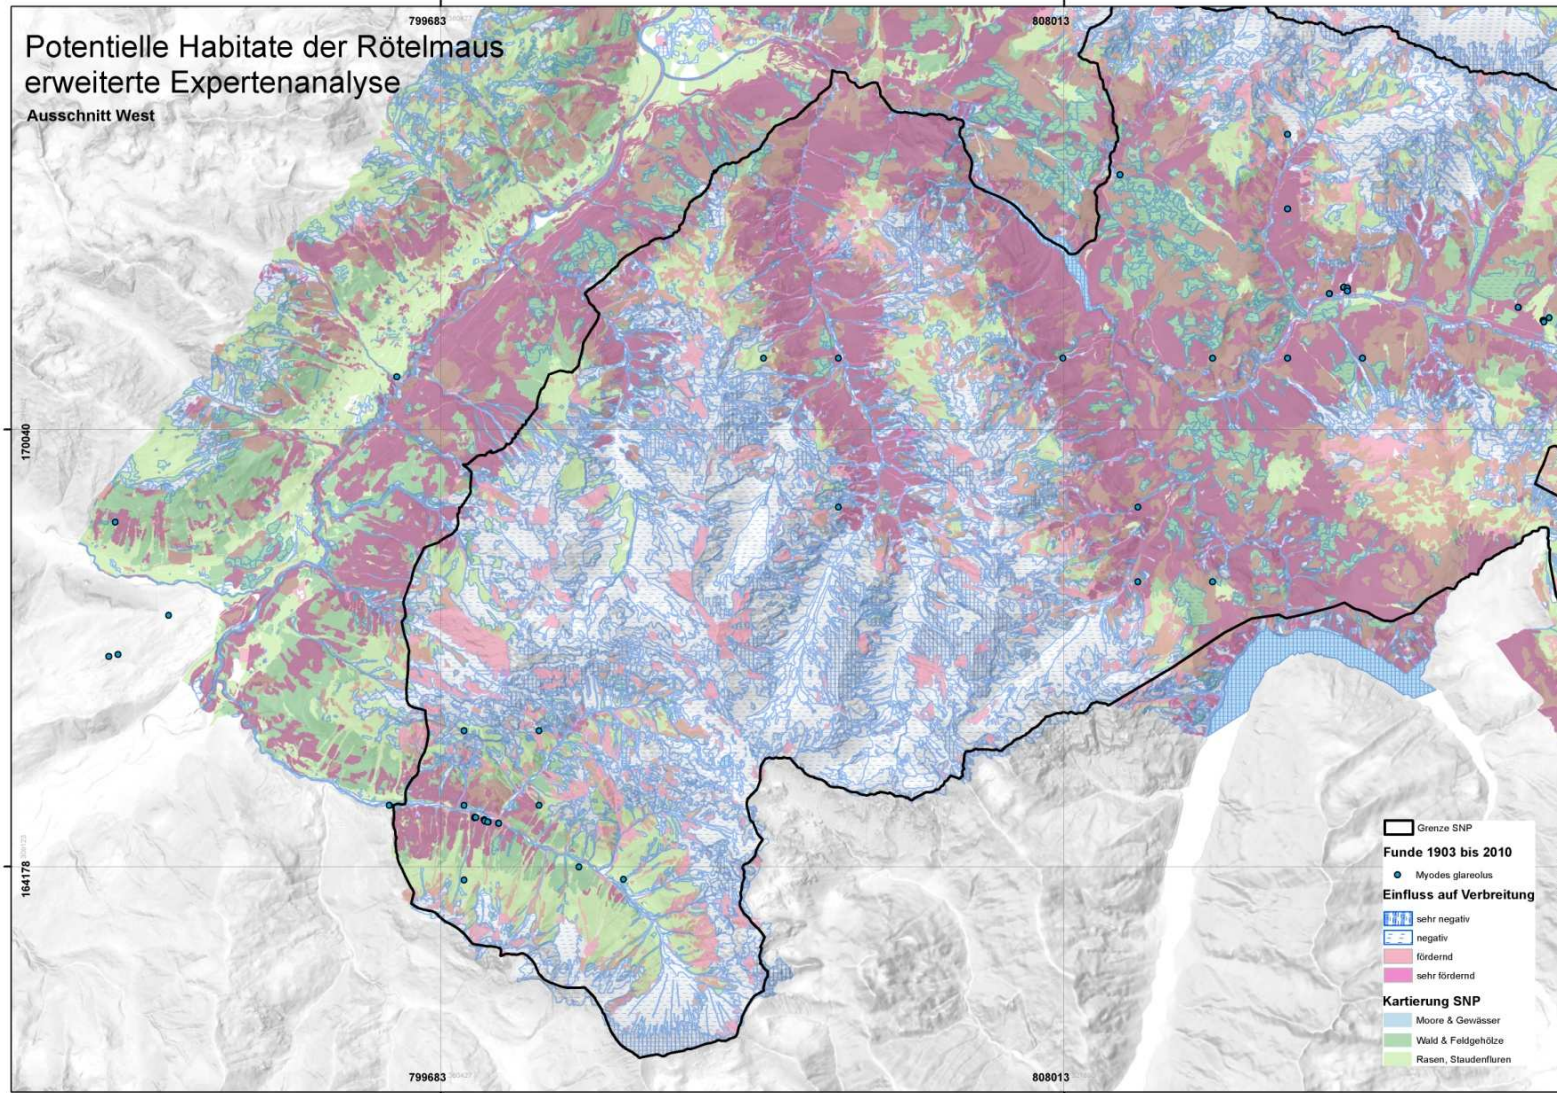 799683
808013
Potentielle Habitate der Rötelmaus
erweiterte Expertenanalyse
Ausschnitt West
170040
164178
Grenze SNP
Funde 1903 bis 2010
Myodes glareolus
Einfluss auf Verbreitung
sehr negativ
negativ
fördernd
sehr fördernd
Kartierung SNP
Moore & Gewässer
Wald & Feldgehölze
Rasen, Staudenfluren
799683
808013